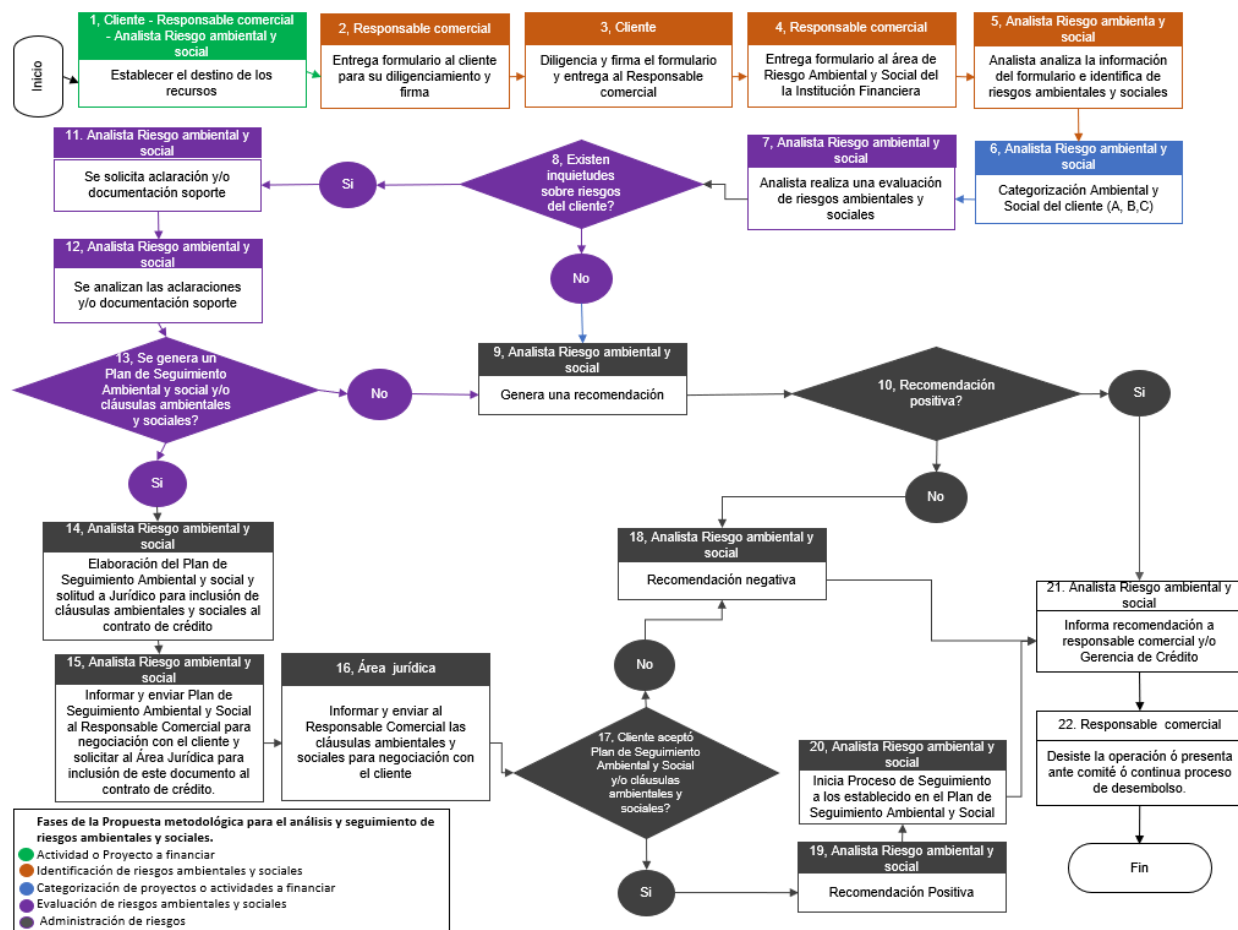 Inicio
1, Cliente - Responsable comercial
- Analista Riesgo ambiental y
social
Establecer el destino de los
recursos
2, Responsable comercial
Entrega formulario al cliente
para su diligenciamiento y
firma
3, Cliente
Diligencia y firma el formulario
y entrega al Responsable
comercial
4, Responsable comercial
Entrega formulario al área de
Riesgo Ambiental y Social del
la Institución Financiera
5, Analista Riesgo ambienta y
social
Analista analiza la información
del formulario e identifica de
riesgos ambientales y sociales
6, Analista Riesgo ambiental y
social
Categorización Ambiental y
Social del cliente (A, B,C)
7, Analista Riesgo ambiental y
social
Analista realiza una evaluación
de riesgos ambientales y
sociales
8, Existen
inquietudes
sobre riesgos
del cliente?
Si
No
11. Analista Riesgo ambiental y
social
Se solicita aclaración y/o
documentación soporte
12, Analista Riesgo ambiental y
social
Se analizan las aclaraciones
y/o documentación soporte
13, Se genera un
Plan de Seguimiento
Ambiental y social y/o
cláusulas ambientales
y sociales?
No
Si
9, Analista Riesgo ambiental y
social
Genera una recomendación
10, Recomendación
positiva?
Si
No
14, Analista Riesgo ambiental y
social
Elaboración del Plan de
Seguimiento Ambiental y social y
solitud a Jurídico para inclusión de
cláusulas ambientales y sociales al
contrato de crédito
15, Analista Riesgo ambiental y
social
Informar y enviar Plan de
Seguimiento Ambiental y Social
al Responsable Comercial para
negociación con el cliente y
solicitar al Área Jurídica para
inclusión de este documento al
contrato de crédito.
16, Área jurídica
Informar y enviar al
Responsable Comercial las
cláusulas ambientales y
sociales para negociación con
el cliente
17, Cliente aceptó
Plan de Seguimiento
Ambiental y Social
y/o cláusulas
ambientales y
sociales?
No
Si
18, Analista Riesgo ambiental y
social
Recomendación negativa
19, Analista Riesgo ambiental y
social
Recomendación Positiva
20, Analista Riesgo ambiental y
social
Inicia Proceso de Seguimiento
a los establecido en el Plan de
Seguimiento Ambiental y Social
21. Analista Riesgo ambiental y
social
Informa recomendación a
responsable comercial y/o
Gerencia de Crédito
22. Responsable comercial
Desiste la operación ó presenta
ante comité ó continua proceso
de desembolso.
Fin
Fases de la Propuesta metodológica para el análisis y seguimiento de
riesgos ambientales y sociales.
Actividad o Proyecto a financiar
Identificación de riesgos ambientales y sociales
Categorización de proyectos o actividades a financiar
Evaluación de riesgos ambientales y sociales
Administración de riesgos